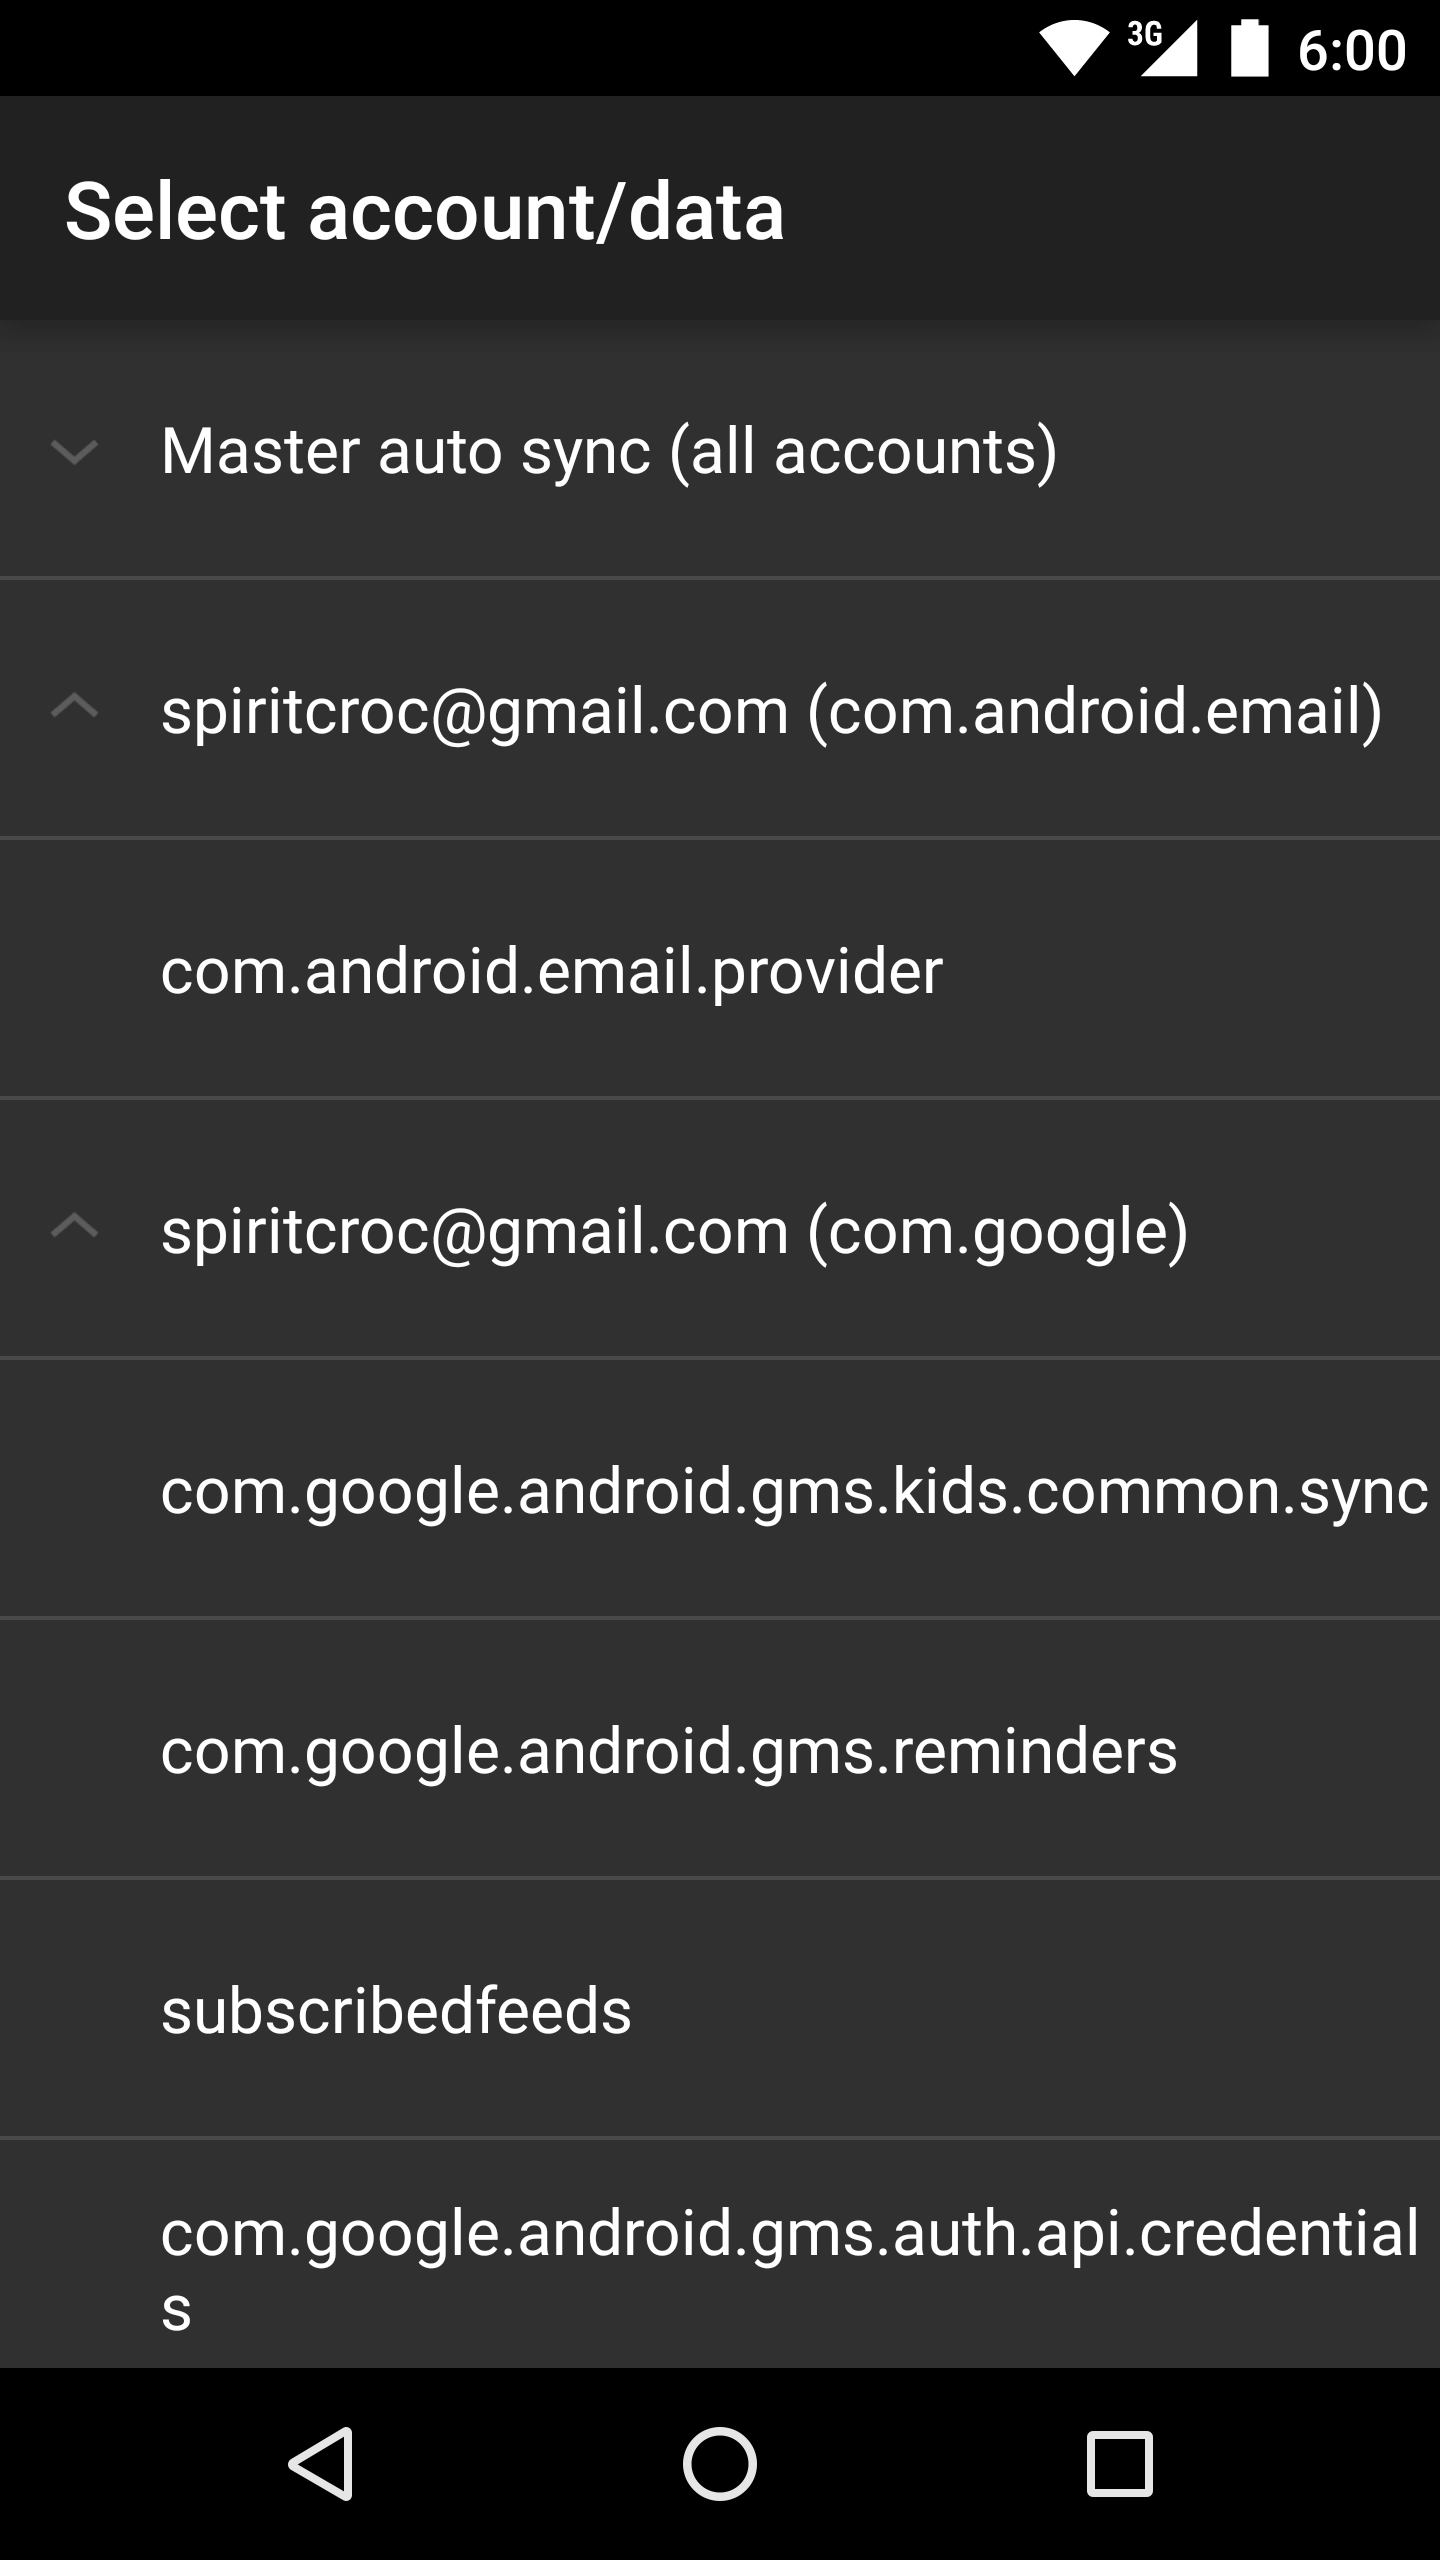 3G 6:00
Select account/data
Master auto sync (all accounts)
spiritcroc@gmail.com (com.android.email)
com.android.email.provider
spiritcroc@gmail.com (com.google)
com.google.android.gms.kids.common.sync
com.google.android.gms.reminders
subscribedfeeds
com.google.android.gms.auth.api.credential
s